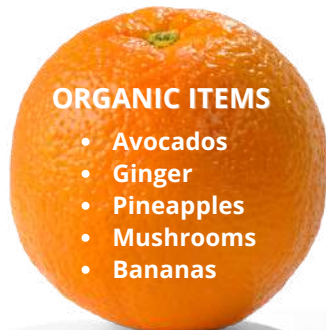 ORGANIC ITEMS
• Avocados
• Ginger
• Pineapples
• Mushrooms
• Bananas